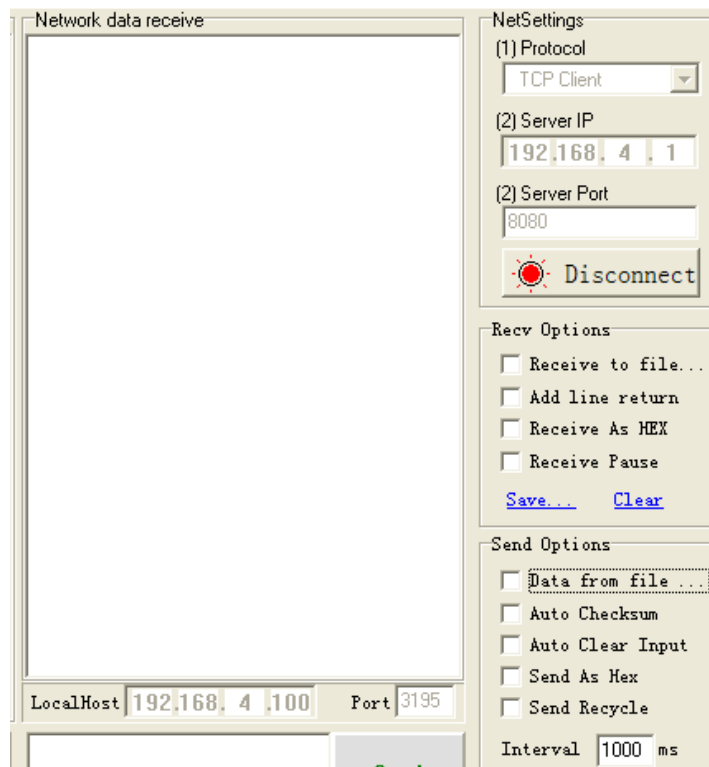 Network data receive
NetSettings
(1) Protocol
TCP Client
(2) Server IP
192.168. 4 . 1
(2) Server Port
8080
Disconnect
Recv Options
Receive to file...
Add line return
Receive As HEX
Receive Pause
Save... Clear
Send Options
Data from file ...
Auto Checksum
Auto Clear Input
Send As Hex
Send Recycle
Interval 1000 ms
LocalHost 192.168. 4 .100 Port 3195